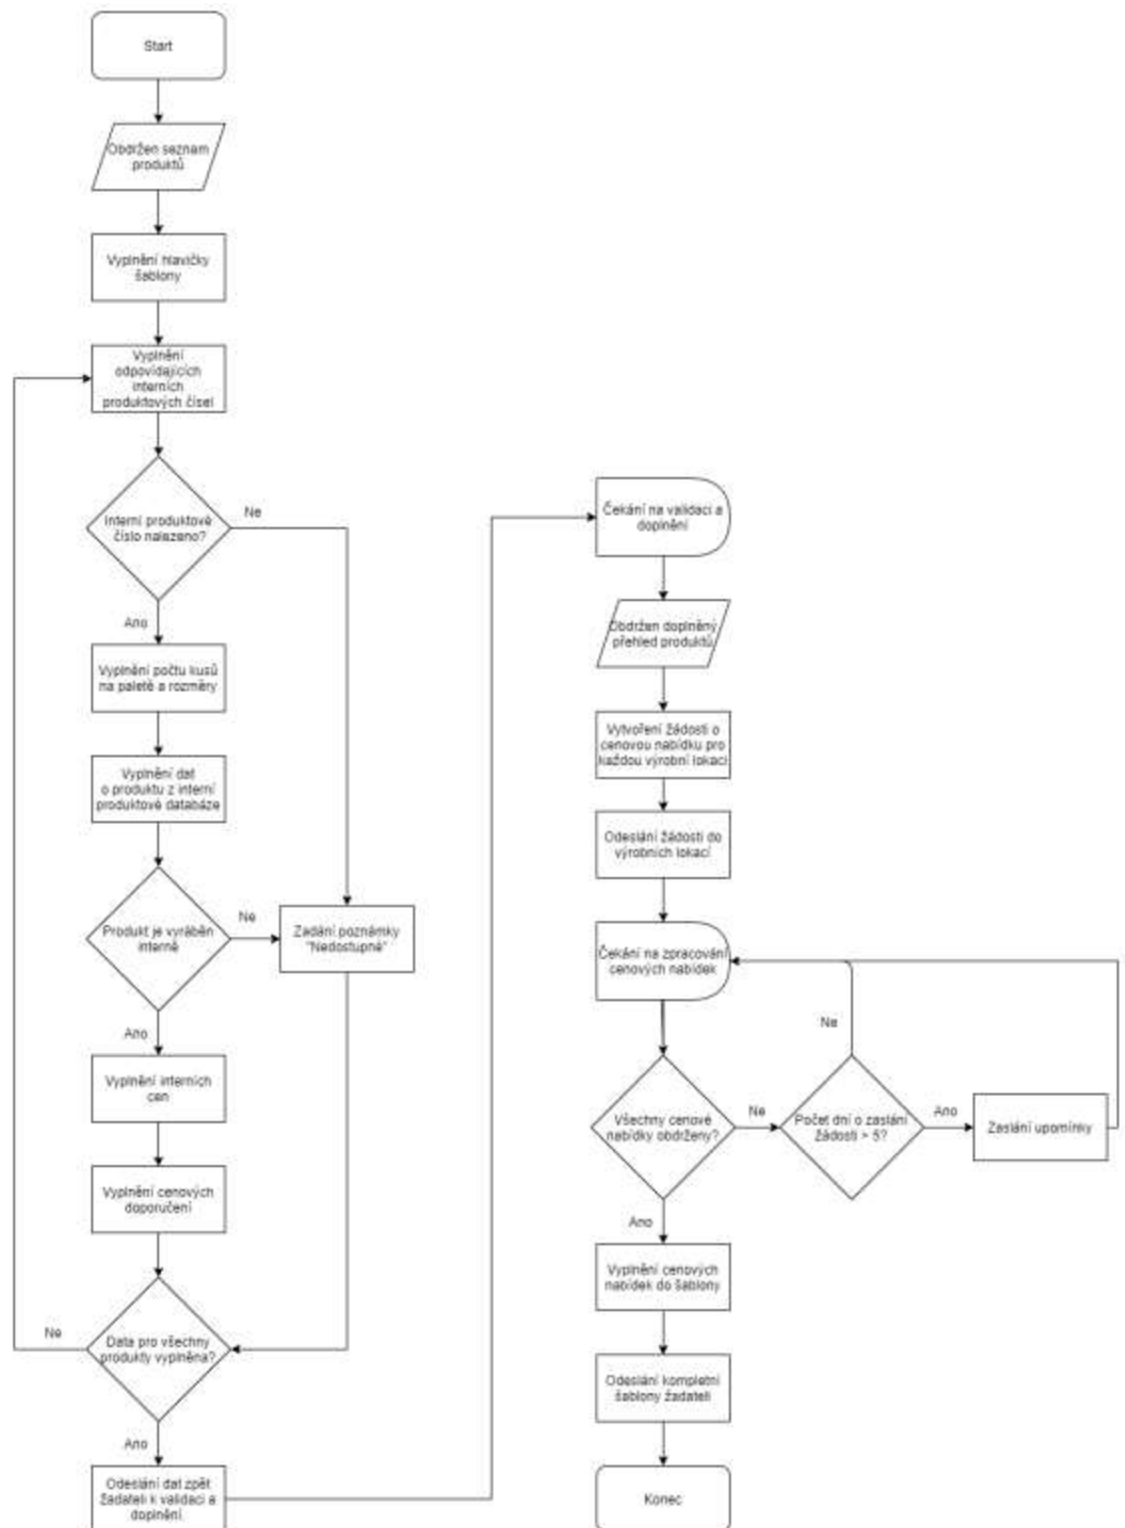 Start
Obdržen seznam
produktů
Vyplnění hlavičky
šablony
Vyplnění
odpovídajících
interních
produktových čísel
Interní produktové
číslo nalezeno?
Ne
Ano
Vyplnění počtu kusů
na paletě a rozměry
Vyplnění dat
o produktu z interní
produktové databáze
Produkt je vyráběn
interně
Ne
Zadání poznámky
"Nedostupné"
Ano
Vyplnění interních
cen
Vyplnění cenových
doporučení
Data pro všechny
produkty vyplněna?
Ne
Ano
Odeslání dat zpět
žadateli k validaci a
doplnění.
Čekání na validaci a
doplnění
Obdržen doplněný
přehled produktů
Vytvoření žádosti o
cenovou nabídku pro
každou výrobní lokaci
Odeslání žádosti do
výrobních lokací
Čekání na zpracování
cenových nabídek
Všechny cenové
nabídky obdrženy?
Ne
Počet dní o zaslání
žádosti > 5?
Ne
Ano
Zaslání upomínky
Ano
Vyplnění cenových
nabídek do šablony
Odeslání kompletní
šablony žadateli
Konec